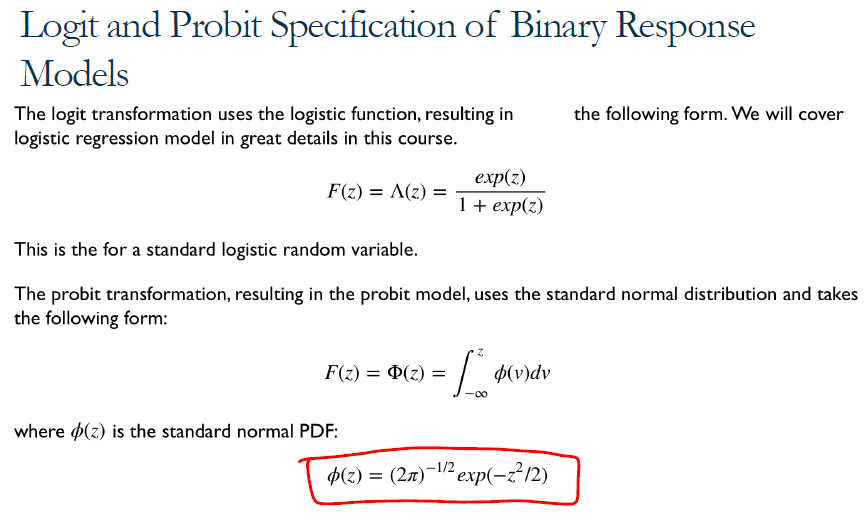 Logit and Probit Specification of Binary Response
Models
The logit transformation uses the logistic function, resulting in the following form. We will cover
logistic regression model in great details in this course.
F(z) = Λ(z) = exp(z) / 1 + exp(z)
This is the for a standard logistic random variable.
The probit transformation, resulting in the probit model, uses the standard normal distribution and takes
the following form:
F(z) = Φ(z) = ∫_{−∞}^{z} ϕ(v)dv
where ϕ(z) is the standard normal PDF:
ϕ(z) = (2π)^{−1/2} exp(−z²/2)